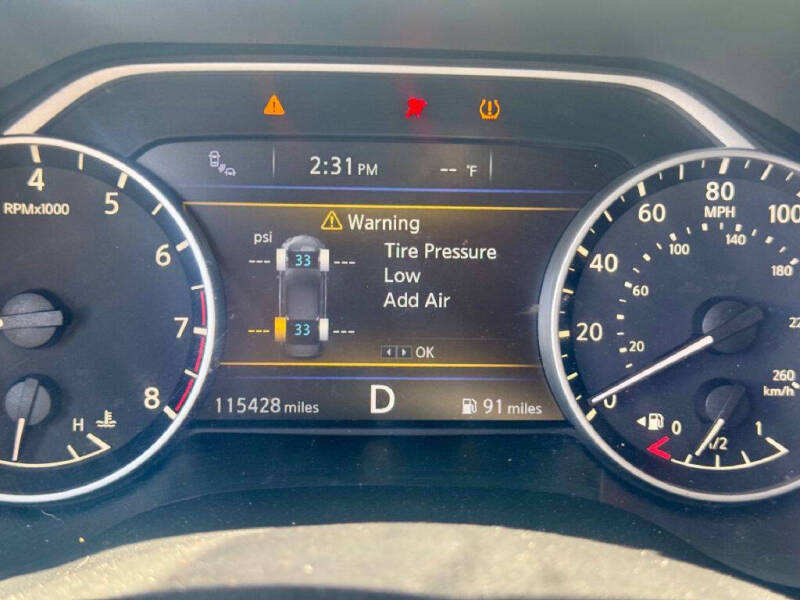 2:31 PM
-- °F
Warning
psi
--- 33 ---
Tire Pressure
Low
Add Air
--- 33 ---
OK
115428 miles
D
91 miles
4
5
6
7
8
RPMx1000
H
0
20
40
60
80
100
MPH
20
60
100
140
180
22
260
km/h
0
1/2
1